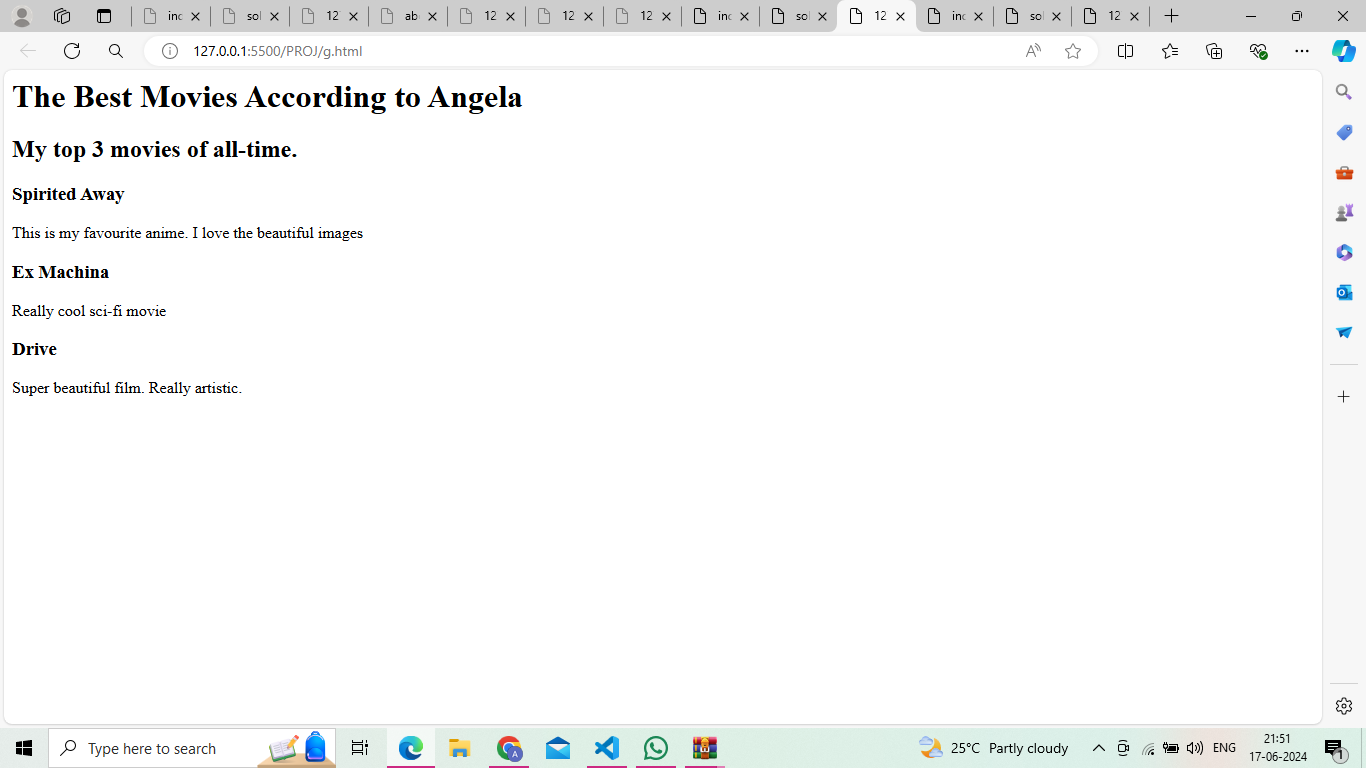 inc sol 12 ab 12 12 12 inc sol 12 inc sol 12
127.0.0.1:5500/PROJ/g.html
The Best Movies According to Angela
My top 3 movies of all-time.
Spirited Away
This is my favourite anime. I love the beautiful images
Ex Machina
Really cool sci-fi movie
Drive
Super beautiful film. Really artistic.
Type here to search
25°C Partly cloudy
ENG
21:51
17-06-2024
1